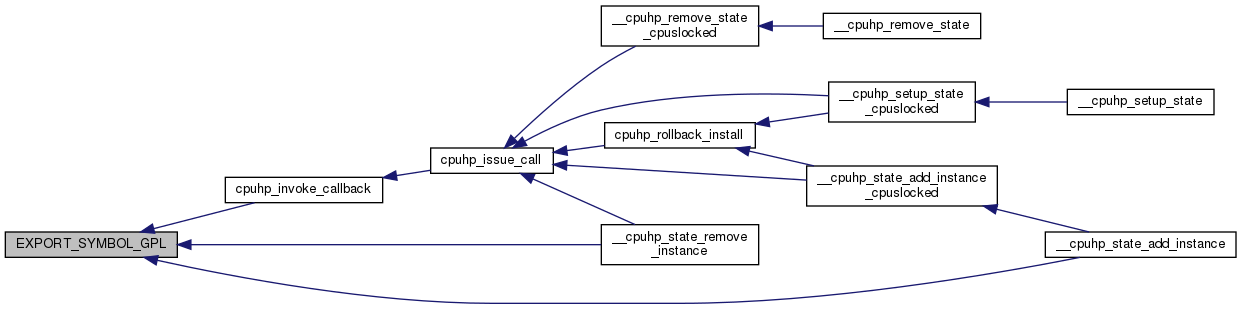 __cpuhp_remove_state
_cpuslocked
__cpuhp_remove_state
__cpuhp_setup_state
_cpuslocked
__cpuhp_setup_state
cpuhp_rollback_install
cpuhp_issue_call
__cpuhp_state_add_instance
_cpuslocked
cpuhp_invoke_callback
EXPORT_SYMBOL_GPL
__cpuhp_state_remove
_instance
__cpuhp_state_add_instance